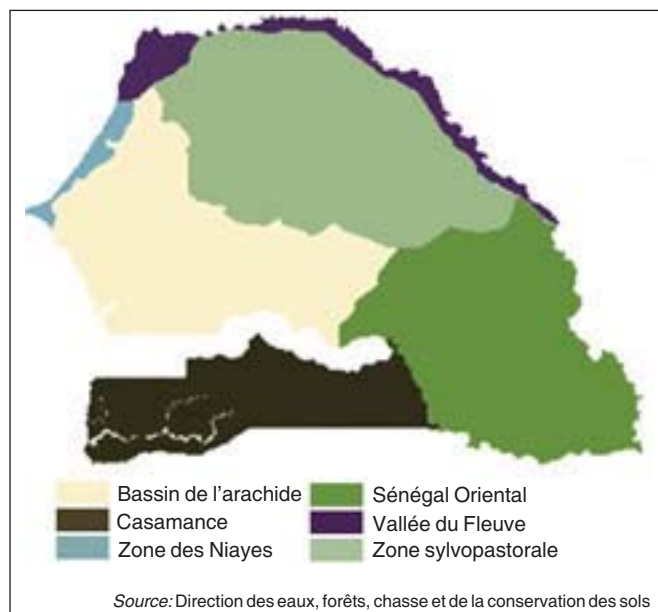 Bassin de l'arachide
Casamance
Zone des Niayes
Sénégal Oriental
Vallée du Fleuve
Zone sylvopastorale
Source: Direction des eaux, forêts, chasse et de la conservation des sols